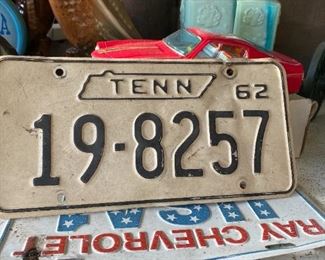 TENN 62
19-8257
RAY CHEVROLET